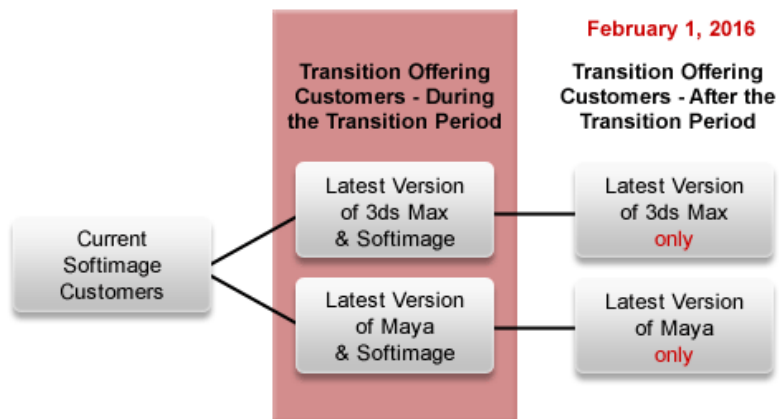 February 1, 2016
Transition Offering
Customers - During
the Transition Period
Transition Offering
Customers - After the
Transition Period
Current
Softimage
Customers
Latest Version
of 3ds Max
& Softimage
Latest Version
of 3ds Max
only
Latest Version
of Maya
& Softimage
Latest Version
of Maya
only